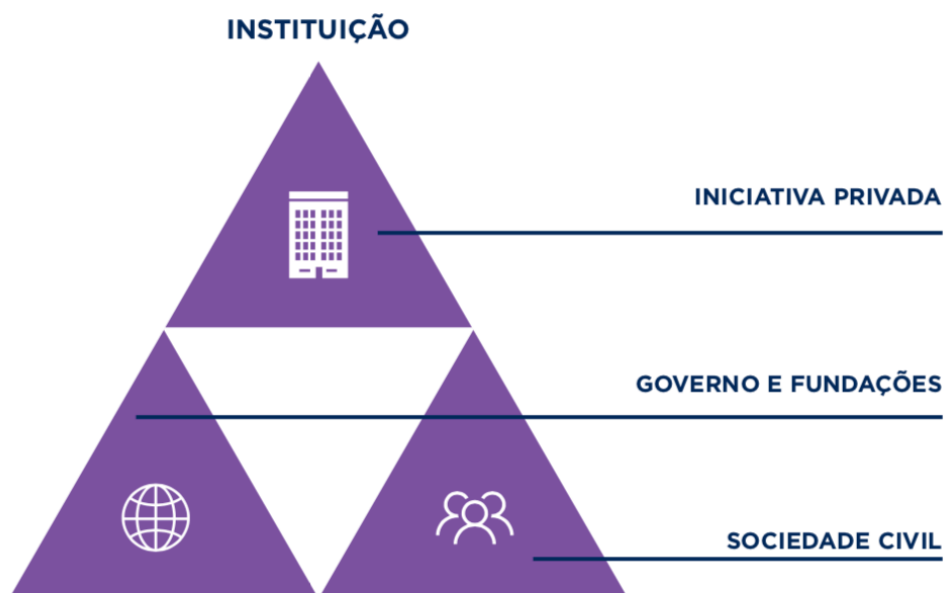 INSTITUIÇÃO
INICIATIVA PRIVADA
GOVERNO E FUNDAÇÕES
SOCIEDADE CIVIL